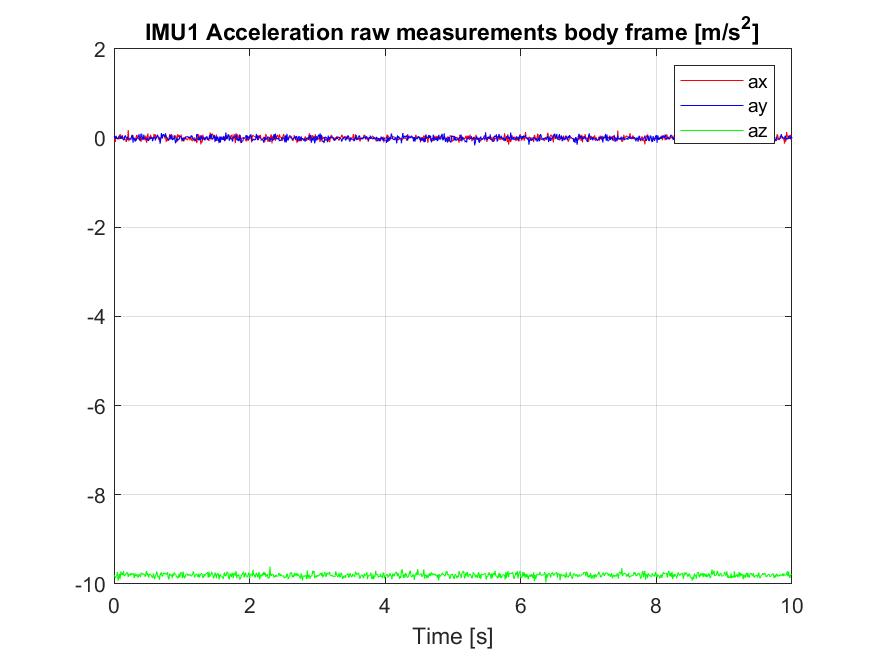 IMU1 Acceleration raw measurements body frame [m/s²]
2
0
-2
-4
-6
-8
-10
ax
ay
az
0 2 4 6 8 10
Time [s]